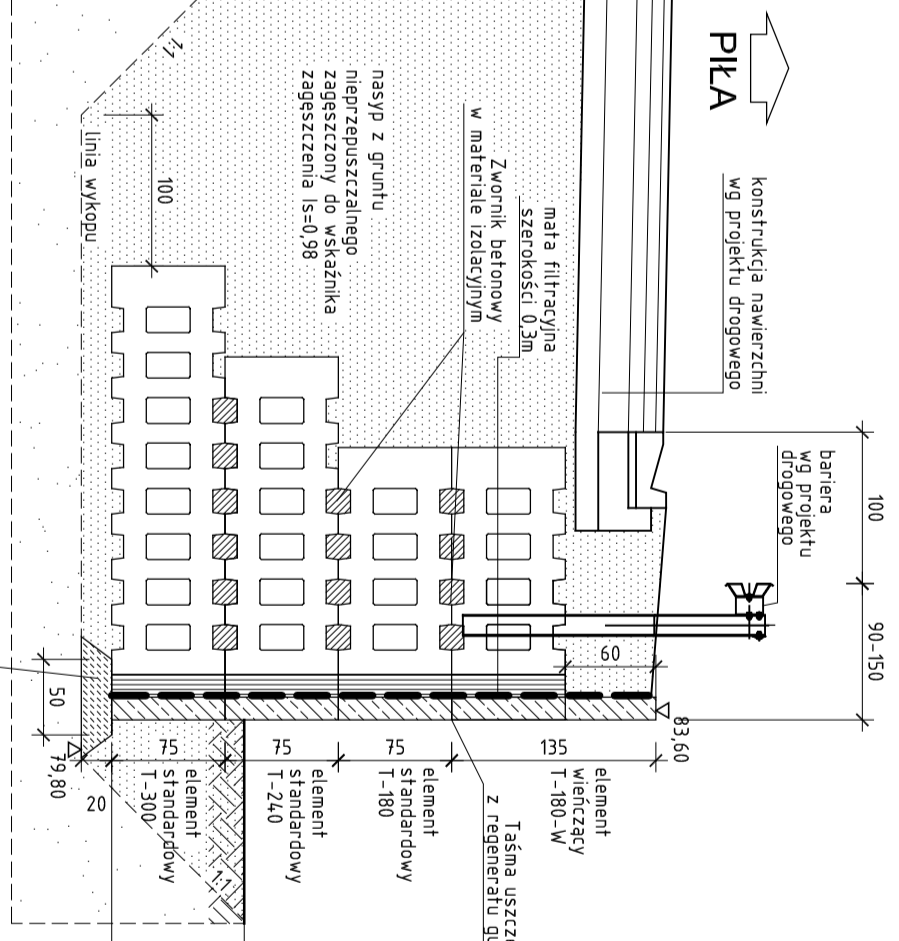 PIŁA
konstrukcja nawierzchni
wg projektu drogowego
bariera
wg projektu
drogowego
100
90-150
60
83,60
mata filtracyjna
szerokości 0,3m
Zwornik betonowy
w materiale izolacyjnym
nasyp z gruntu
nieprzepuszczalnego
zagęszczony do wskaźnika
zagęszczenia Is=0,98
1:1
100
linia wykopu
135
75
75
75
20
50
79,80
element
wieńczący
T-180-W
element
standardowy
T-180
element
standardowy
T-240
element
standardowy
T-300
1:1
Taśma
z regeneratu